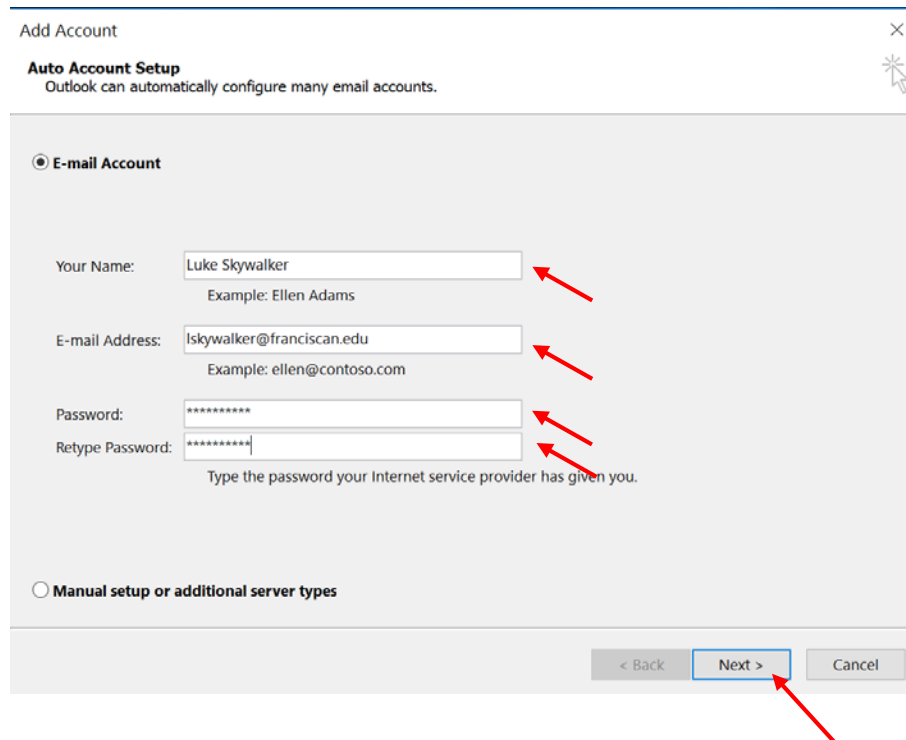 Add Account
Auto Account Setup
Outlook can automatically configure many email accounts.
E-mail Account
Your Name: Luke Skywalker
Example: Ellen Adams
E-mail Address: lskywalker@franciscan.edu
Example: ellen@contoso.com
Password: **********
Retype Password: **********
Type the password your Internet service provider has given you.
Manual setup or additional server types
< Back Next > Cancel